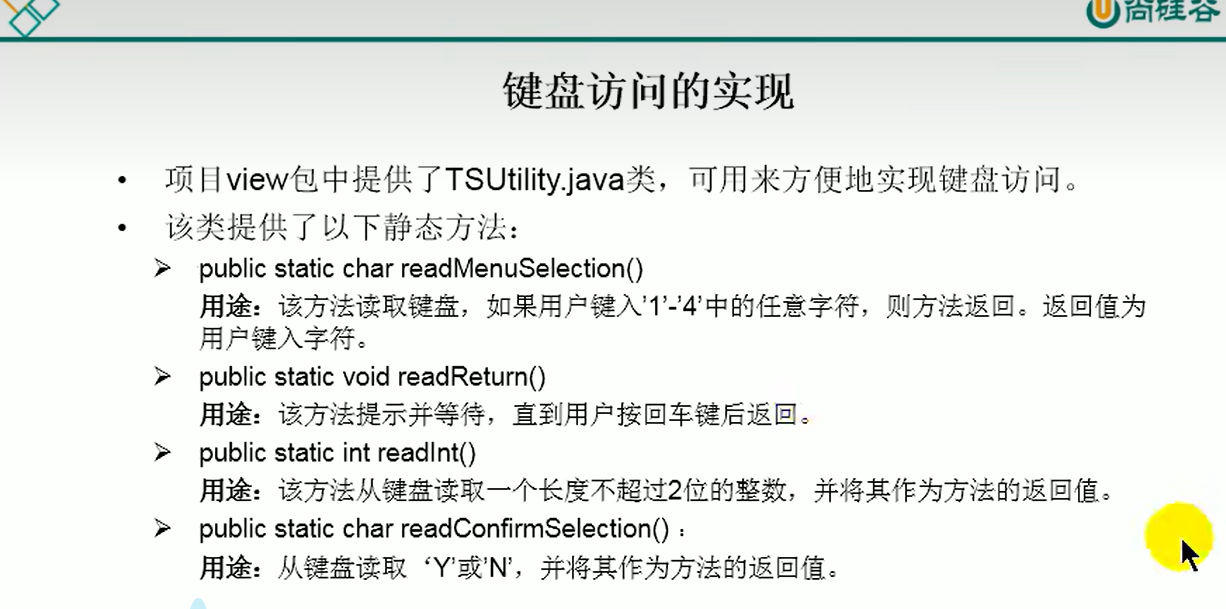 尚硅谷
键盘访问的实现
• 项目view包中提供了TSUtility.java类，可用来方便地实现键盘访问。
• 该类提供了以下静态方法：
➢ public static char readMenuSelection()
用途：该方法读取键盘，如果用户键入’1’-’4’中的任意字符，则方法返回。返回值为
用户键入字符。
➢ public static void readReturn()
用途：该方法提示并等待，直到用户按回车键后返回。
➢ public static int readInt()
用途：该方法从键盘读取一个长度不超过2位的整数，并将其作为方法的返回值。
➢ public static char readConfirmSelection()：
用途：从键盘读取‘Y’或’N’，并将其作为方法的返回值。